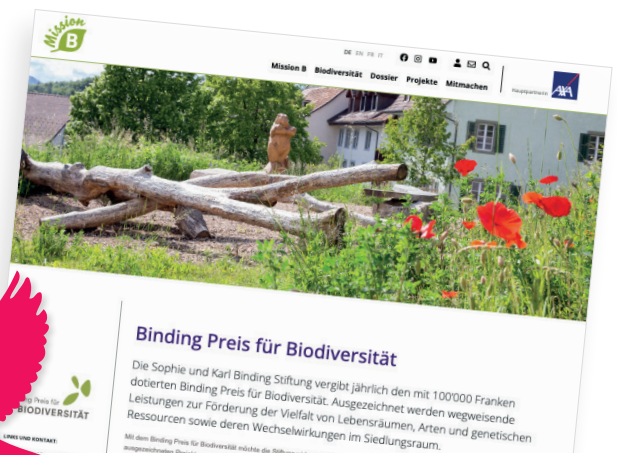 Mission
B
DE EN FR IT
Mission B Biodiversität Dossier Projekte Mitmachen
Hauptpartnerin AXA
Binding Preis für Biodiversität
Die Sophie und Karl Binding Stiftung vergibt jährlich den mit 100'000 Franken
dotierten Binding Preis für Biodiversität. Ausgezeichnet werden wegweisende
Leistungen zur Förderung der Vielfalt von Lebensräumen, Arten und genetischen
Ressourcen sowie deren Wechselwirkungen im Siedlungsraum.
Preis für
BIODIVERSITÄT
LINKS UND KONTAKT:
Mit dem Binding Preis für Biodiversität möchte die